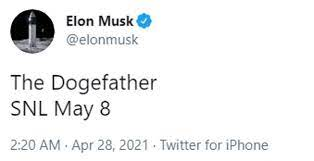 Elon Musk
@elonmusk
The Dogefather
SNL May 8
2:20 AM · Apr 28, 2021 · Twitter for iPhone